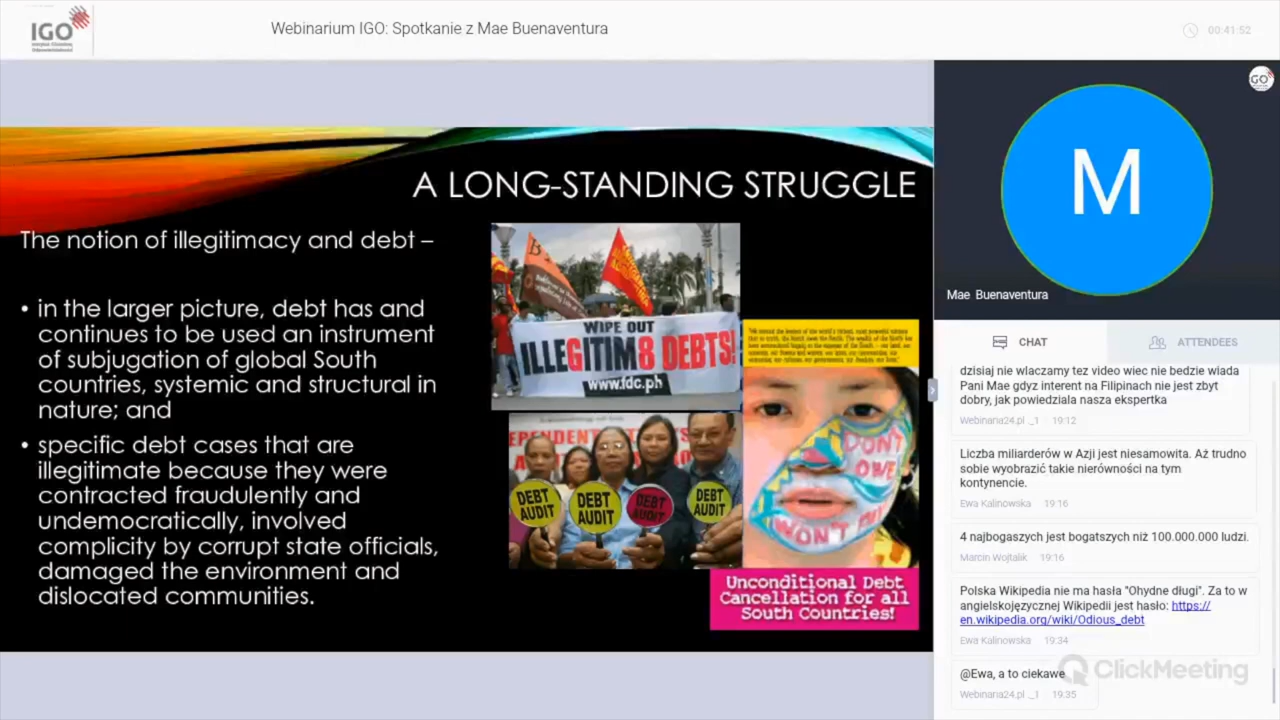 IGO
Webinarium IGO: Spotkanie z Mae Buenaventura
00:41:52
A LONG-STANDING STRUGGLE
The notion of illegitimacy and debt –
• in the larger picture, debt has and
continues to be used an instrument
of subjugation of global South
countries, systemic and structural in
nature; and
• specific debt cases that are
illegitimate because they were
contracted fraudulently and
undemocratically, involved
complicity by corrupt state officials,
damaged the environment and
dislocated communities.
WIPE OUT
ILLEGITIM8 DEBTS!
www.fdc.ph
DEBT
AUDIT
DEBT
AUDIT
DEBT
AUDIT
DEBT
AUDIT
DON'T
OWE
WON'T
Unconditional Debt
Cancellation for all
South Countries!
M
Mae Buenaventura
CHAT
ATTENDEES
dzisiaj nie wlaczamy tez video wiec nie bedzie wiada
Pani Mae gdyz interent na Filipinach nie jest zbyt
dobry, jak powiedziala nasza ekspertka
Webinaria24.pl ._1 19:12
Liczba miliarderów w Azji jest niesamowita. Aż trudno
sobie wyobrazić takie nierówności na tym
kontynencie.
Ewa Kalinowska 19:16
4 najbogaszych jest bogatszych niż 100.000.000 ludzi.
Marcin Wojtalik 19:16
Polska Wikipedia nie ma hasła "Ohydne długi". Za to w
angielskojęzycznej Wikipedii jest hasło: https://
en.wikipedia.org/wiki/Odious_debt
Ewa Kalinowska 19:34
@Ewa, a to ciekawe
Webinaria24.pl ._1 19:35
ClickMeeting